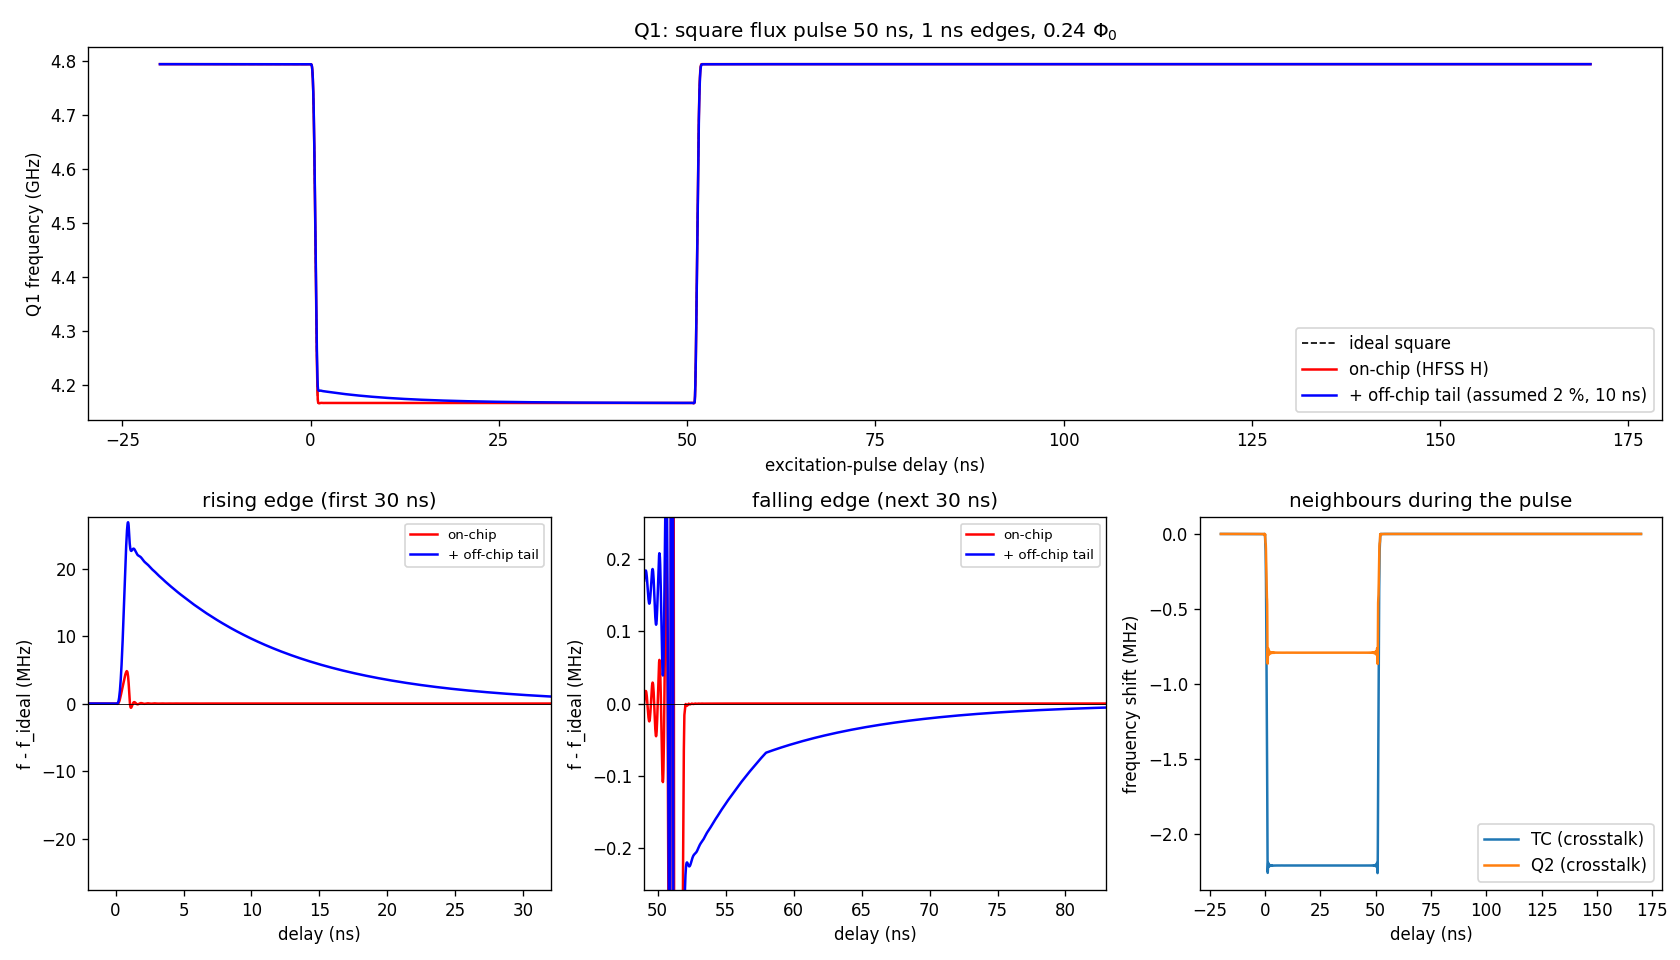 Q1: square flux pulse 50 ns, 1 ns edges, 0.24 Φ₀
Q1 frequency (GHz)
4.8
4.7
4.6
4.5
4.4
4.3
4.2
ideal square
on-chip (HFSS H)
+ off-chip tail (assumed 2 %, 10 ns)
−25 0 25 50 75 100 125 150 175
excitation-pulse delay (ns)
rising edge (first 30 ns)
f - f_ideal (MHz)
20
10
0
−10
−20
on-chip
+ off-chip tail
0 5 10 15 20 25 30
delay (ns)
falling edge (next 30 ns)
f - f_ideal (MHz)
0.2
0.1
0.0
−0.1
−0.2
on-chip
+ off-chip tail
50 55 60 65 70 75 80
delay (ns)
neighbours during the pulse
frequency shift (MHz)
0.0
−0.5
−1.0
−1.5
−2.0
TC (crosstalk)
Q2 (crosstalk)
−25 0 25 50 75 100 125 150 175
delay (ns)